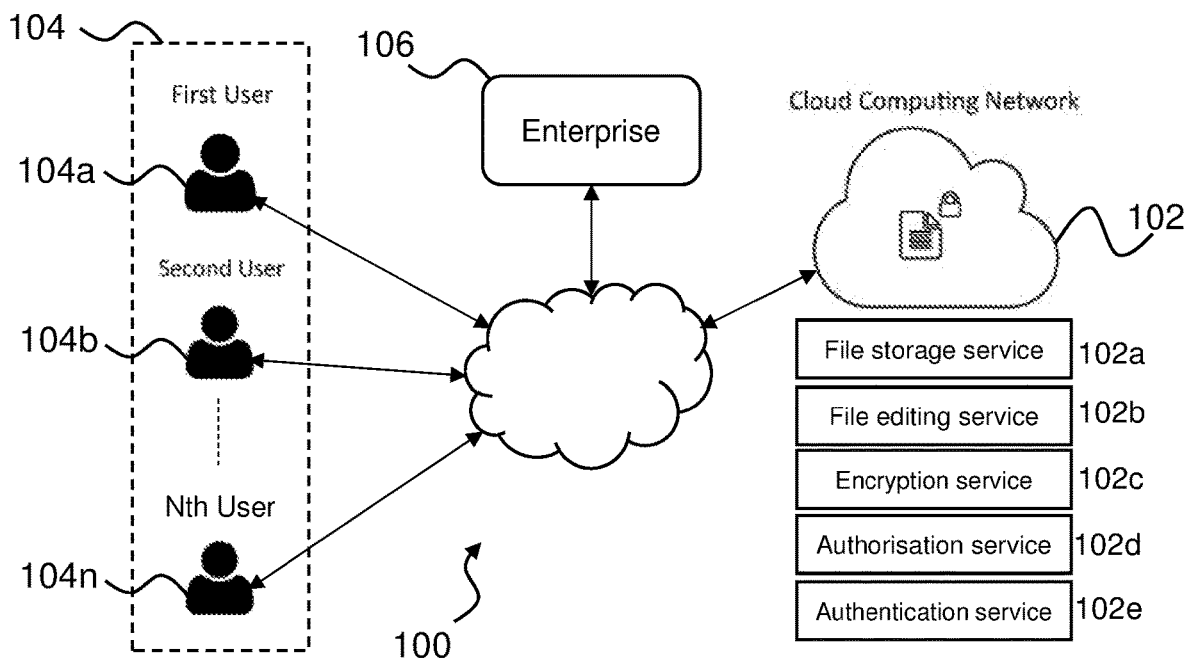 104
First User
104a
Second User
104b
Nth User
104n
106
Enterprise
100
Cloud Computing Network
102
File storage service 102a
File editing service 102b
Encryption service 102c
Authorisation service 102d
Authentication service 102e